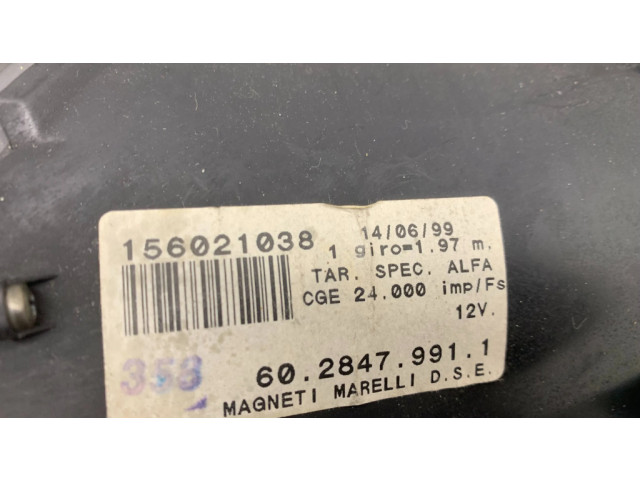 14/06/99
156021038 1 giro=1.97 m.
TAR. SPEC. ALFA
CGE 24.000 imp/Fs
12V.
353 60.2847.991.1
MAGNETI MARELLI D.S.E.